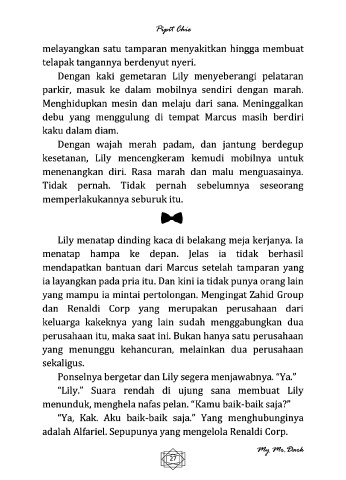 Pipit Chie
melayangkan satu tamparan menyakitkan hingga membuat
telapak tangannya berdenyut nyeri.
Dengan kaki gemetaran Lily menyeberangi pelataran
parkir, masuk ke dalam mobilnya sendiri dengan marah.
Menghidupkan mesin dan melaju dari sana. Meninggalkan
debu yang menggulung di tempat Marcus masih berdiri
kaku dalam diam.
Dengan wajah merah padam, dan jantung berdegup
kesetanan, Lily mencengkeram kemudi mobilnya untuk
menenangkan diri. Rasa marah dan malu menguasainya.
Tidak pernah. Tidak pernah sebelumnya seseorang
memperlakukannya seburuk itu.
Lily menatap dinding kaca di belakang meja kerjanya. Ia
menatap hampa ke depan. Jelas ia tidak berhasil
mendapatkan bantuan dari Marcus setelah tamparan yang
ia layangkan pada pria itu. Dan kini ia tidak punya orang lain
yang mampu ia mintai pertolongan. Mengingat Zahid Group
dan Renaldi Corp yang merupakan perusahaan dari
keluarga kakeknya yang lain sudah menggabungkan dua
perusahaan itu, maka saat ini. Bukan hanya satu perusahaan
yang menunggu kehancuran, melainkan dua perusahaan
sekaligus.
Ponselnya bergetar dan Lily segera menjawabnya. “Ya.”
“Lily.” Suara rendah di ujung sana membuat Lily
menunduk, menghela nafas pelan. “Kamu baik-baik saja?”
“Ya, Kak. Aku baik-baik saja.” Yang menghubunginya
adalah Alfariel. Sepupunya yang mengelola Renaldi Corp.
My Mr. Dark
27